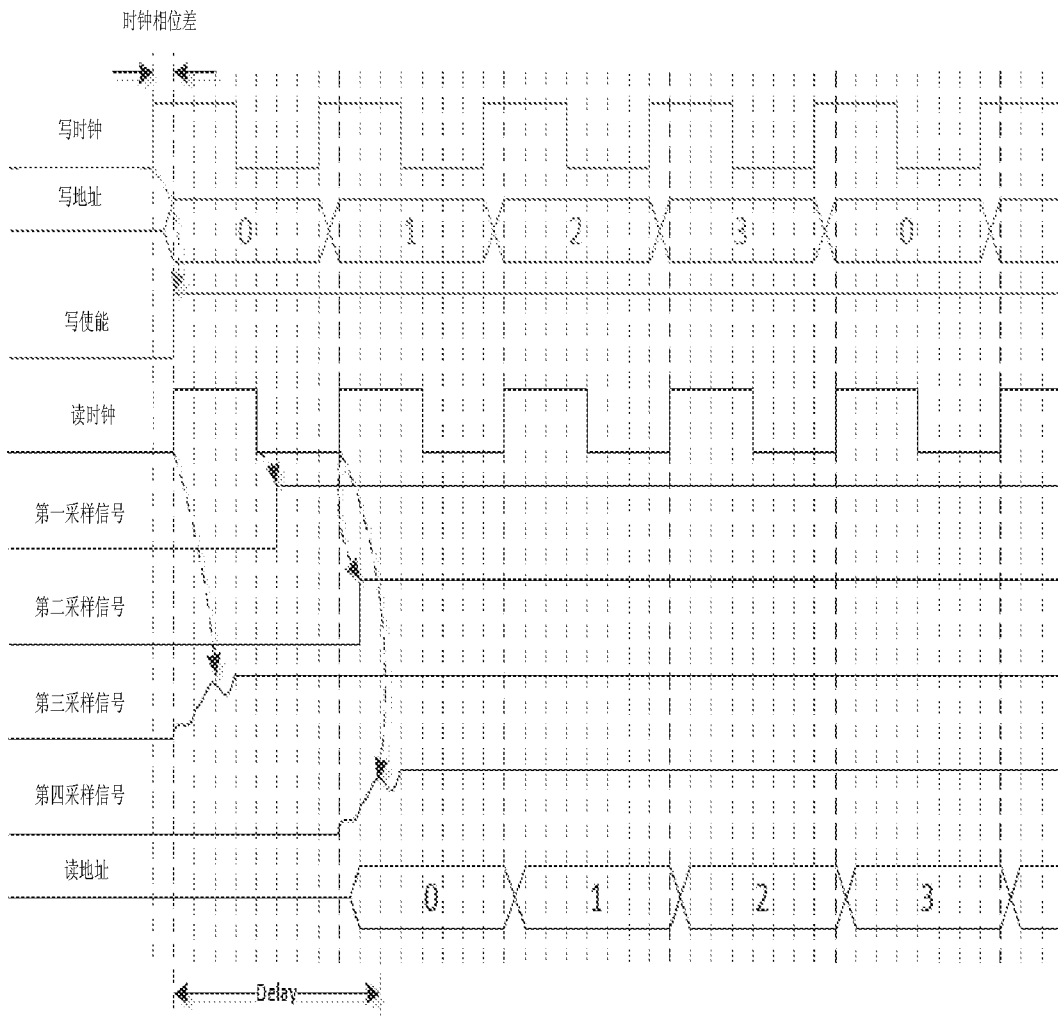 时钟相位差
写时钟
写地址
0 1 2 3 0
写使能
读时钟
第一采样信号
第二采样信号
第三采样信号
第四采样信号
读地址
0 1 2 3
Delay